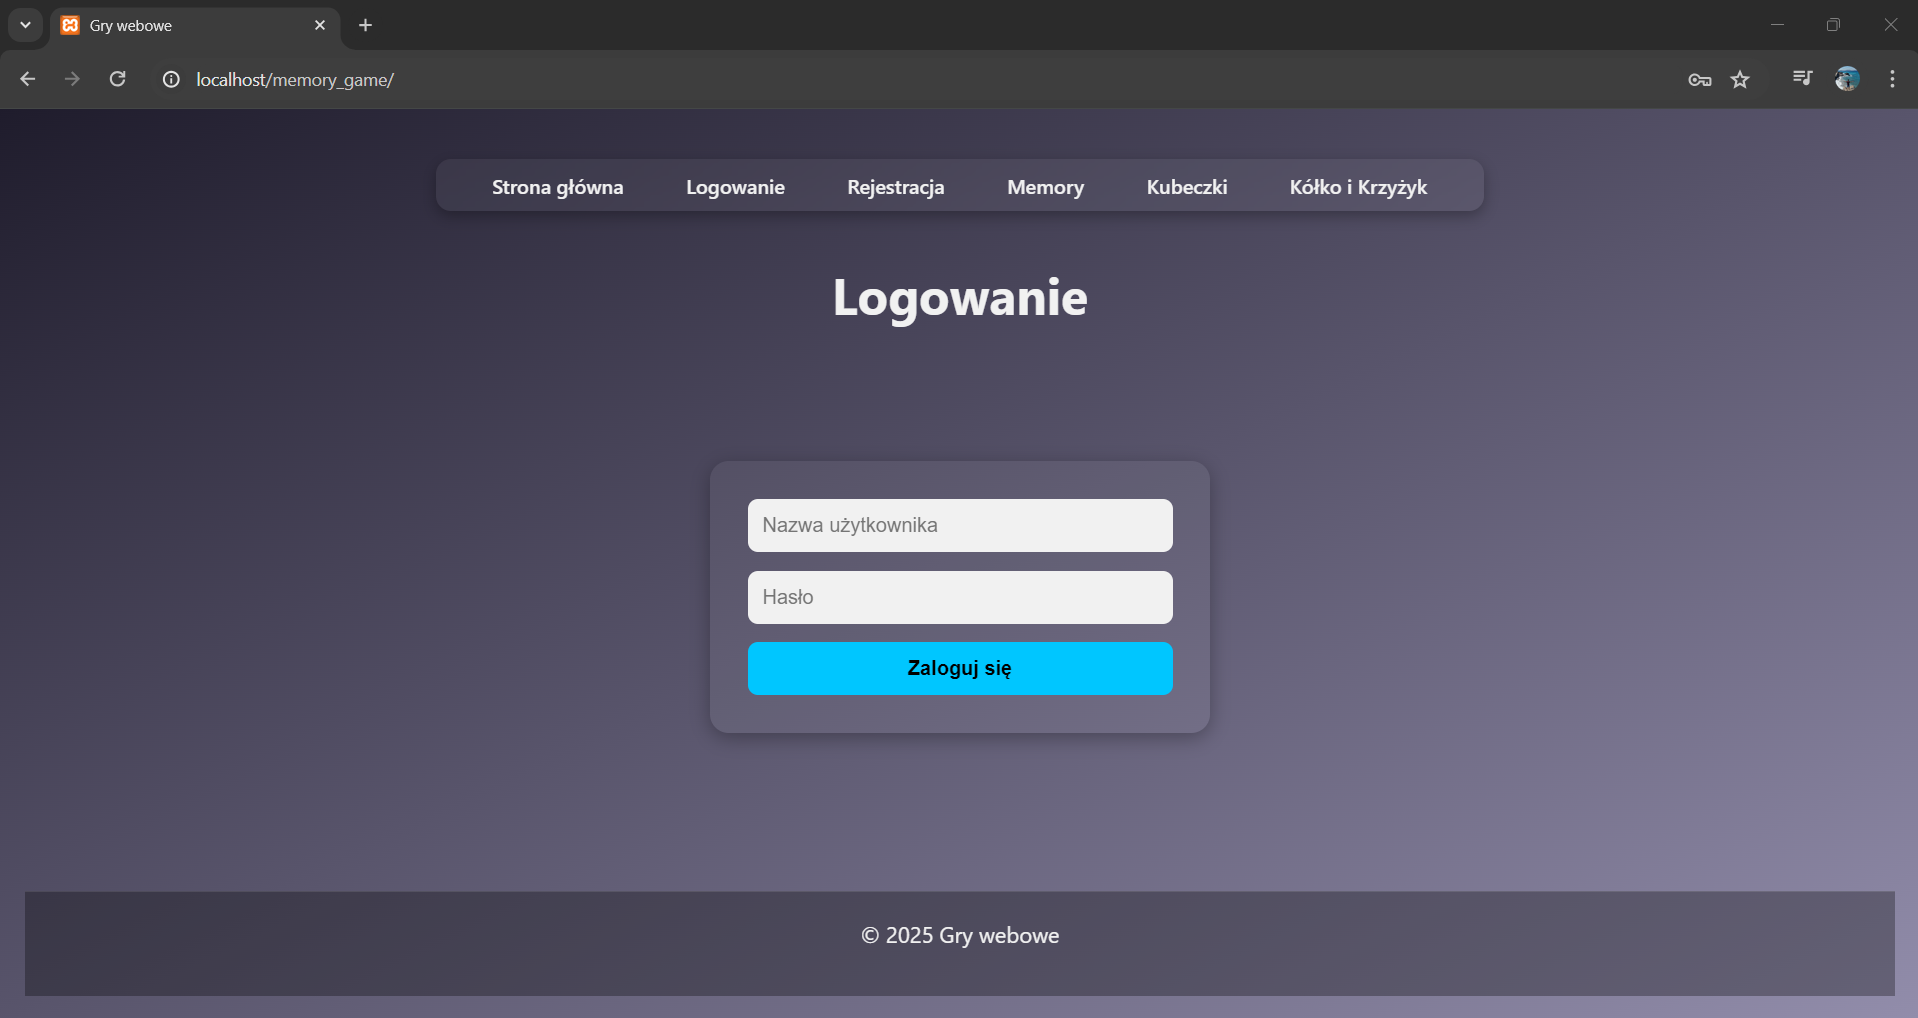 Gry webowe
localhost/memory_game/
Strona główna Logowanie Rejestracja Memory Kubeczki Kółko i Krzyżyk
Logowanie
Nazwa użytkownika
Hasło
Zaloguj się
© 2025 Gry webowe